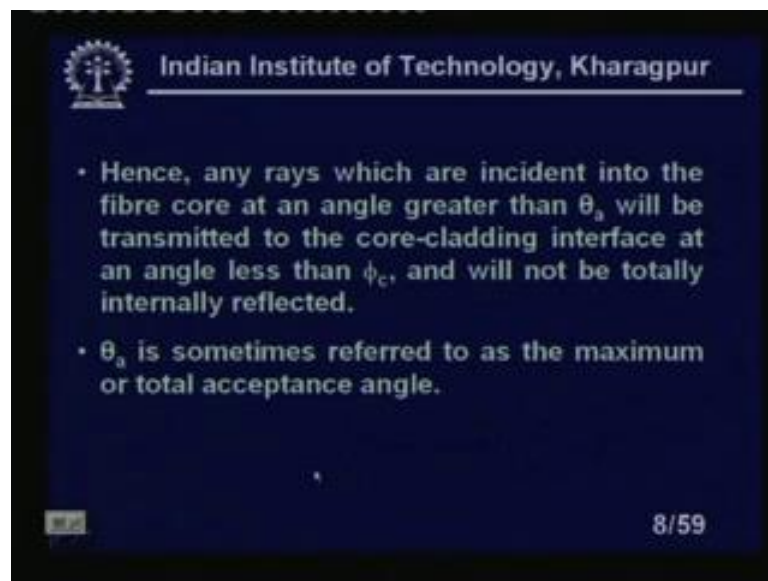 Indian Institute of Technology, Kharagpur
• Hence, any rays which are incident into the
fibre core at an angle greater than θₐ will be
transmitted to the core-cladding interface at
an angle less than ϕc, and will not be totally
internally reflected.
• θₐ is sometimes referred to as the maximum
or total acceptance angle.
8/59